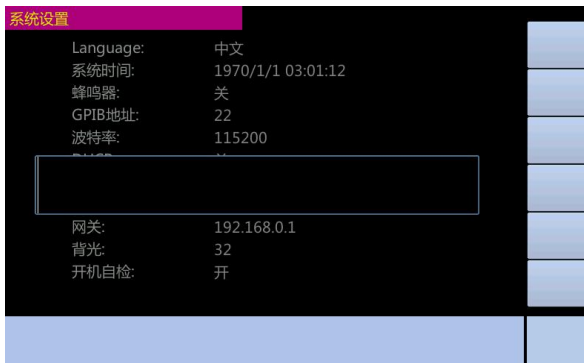 系统设置
Language: 中文
系统时间: 1970/1/1 03:01:12
蜂鸣器: 关
GPIB地址: 22
波特率: 115200
网关: 192.168.0.1
背光: 32
开机自检: 开